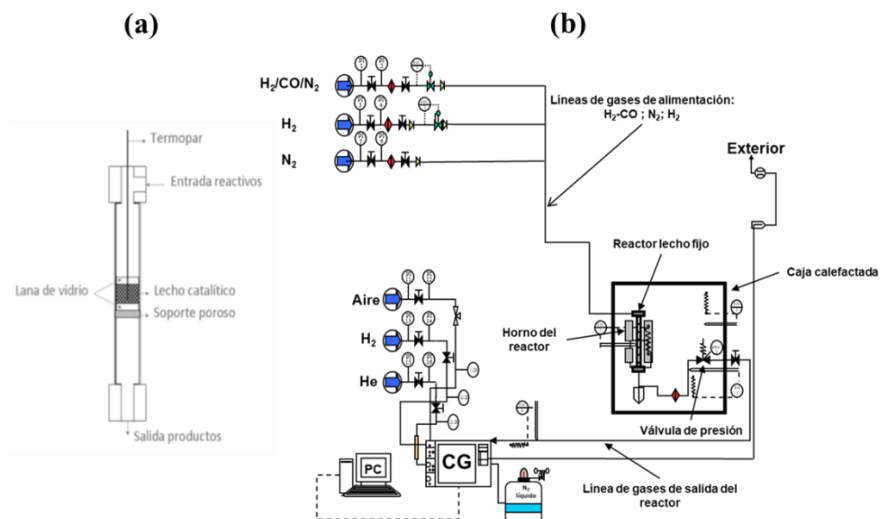 (a)
(b)
H2/CO/N2
H2
N2
Líneas de gases de alimentación:
H2-CO ; N2; H2
Exterior
Termopar
Entrada reactivos
Lana de vidrio
Lecho catalítico
Soporte poroso
Salida productos
Reactor lecho fijo
Caja calefactada
Horno del
reactor
Válvula de presión
Aire
H2
He
PC
CG
N2
líquido
Línea de gases de salida del
reactor